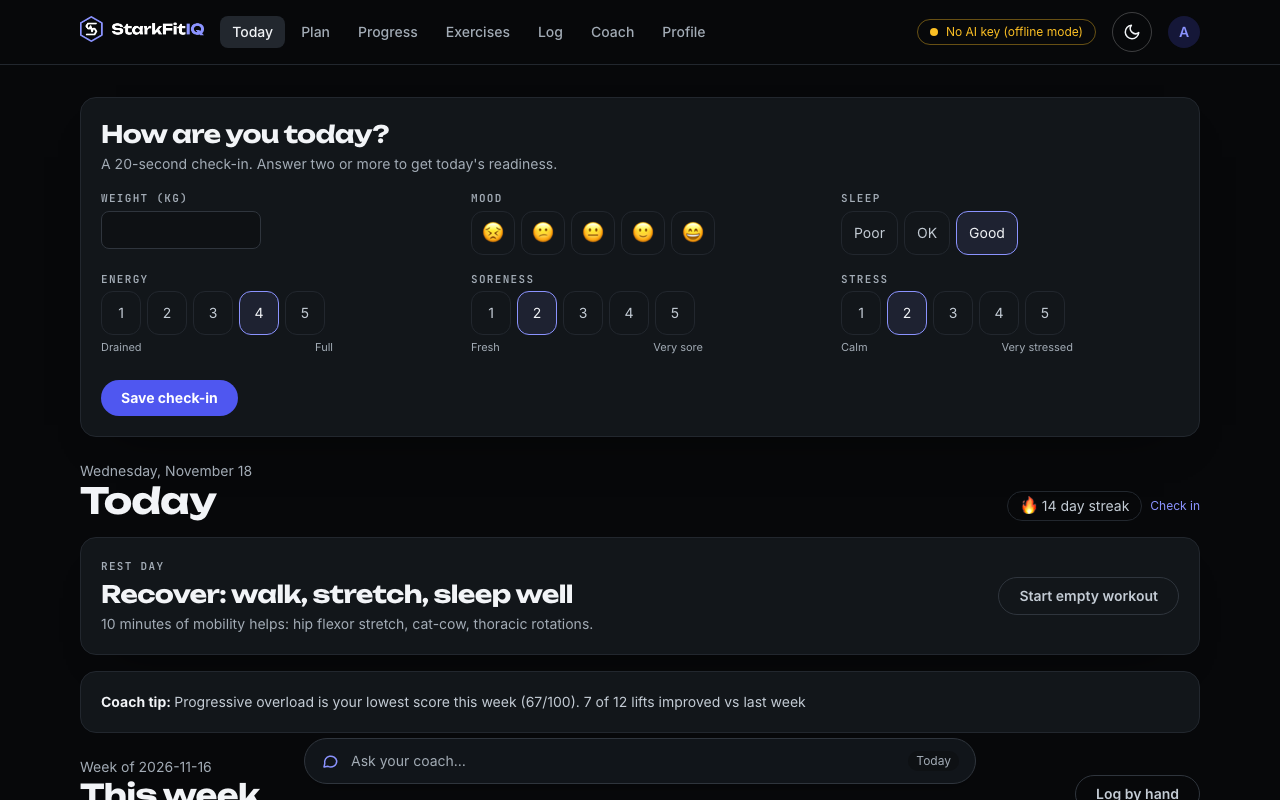 StarkFitIQ
Today
Plan
Progress
Exercises
Log
Coach
Profile
No AI key (offline mode)
A
How are you today?
A 20-second check-in. Answer two or more to get today's readiness.
WEIGHT (KG)
MOOD
SLEEP
Poor OK Good
ENERGY
SORENESS
STRESS
1 2 3 4 5
1 2 3 4 5
1 2 3 4 5
Drained Full
Fresh Very sore
Calm Very stressed
Save check-in
Wednesday, November 18
Today
14 day streak
Check in
REST DAY
Recover: walk, stretch, sleep well
10 minutes of mobility helps: hip flexor stretch, cat-cow, thoracic rotations.
Start empty workout
Coach tip: Progressive overload is your lowest score this week (67/100). 7 of 12 lifts improved vs last week
Ask your coach...
Today
Week of 2026-11-16
This week
Log by hand